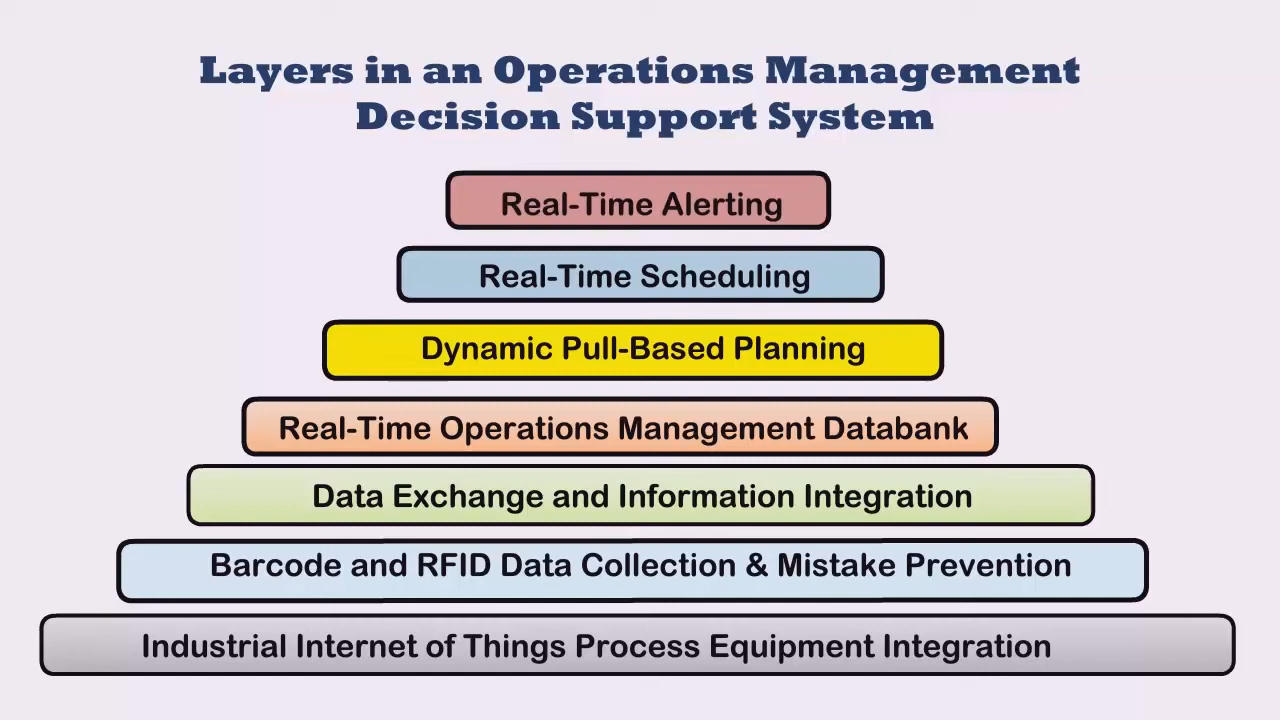 Layers in an Operations Management
Decision Support System
Real-Time Alerting
Real-Time Scheduling
Dynamic Pull-Based Planning
Real-Time Operations Management Databank
Data Exchange and Information Integration
Barcode and RFID Data Collection & Mistake Prevention
Industrial Internet of Things Process Equipment Integration